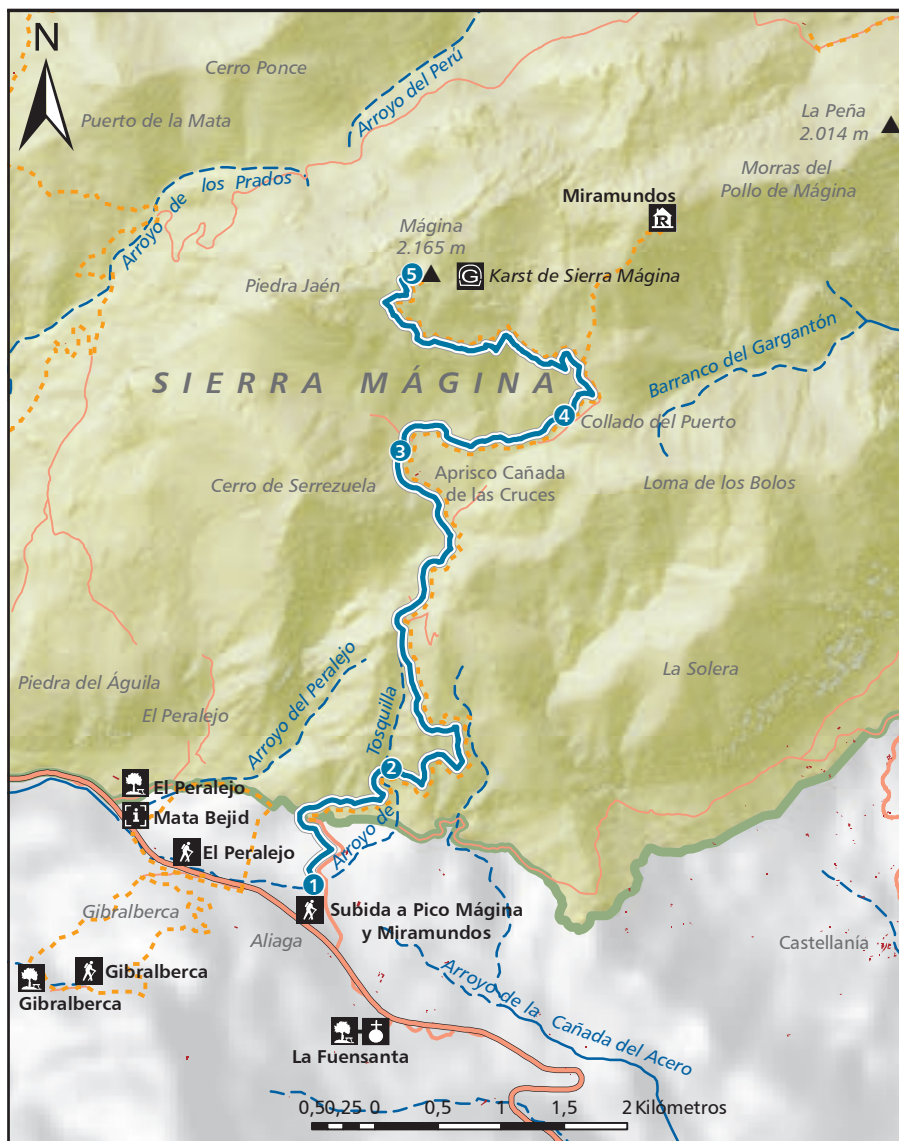 N
Cerro Ponce
Arroyo del Perú
Puerto de la Mata
La Peña
2.014 m
Morras del
Pollo de Mágina
Arroyo de los Prados
Miramundos
R
Mágina
2.165 m
5
G
Karst de Sierra Mágina
Piedra Jaén
Barranco del Gargantón
SIERRA MÁGINA
4
Collado del Puerto
3
Aprisco Cañada
de las Cruces
Cerro de Serrezuela
Loma de los Bolos
La Solera
Piedra del Águila
El Peralejo
Arroyo del Peralejo
Arroyo de Tosquilla
2
El Peralejo
i
Mata Bejid
El Peralejo
1
Subida a Pico Mágina
y Miramundos
Gibralberca
Aliaga
Castellanía
Gibralberca
Gibralberca
Arroyo de la Cañada del Acero
La Fuensanta
0,50,25 0 0,5 1 1,5 2 Kilómetros